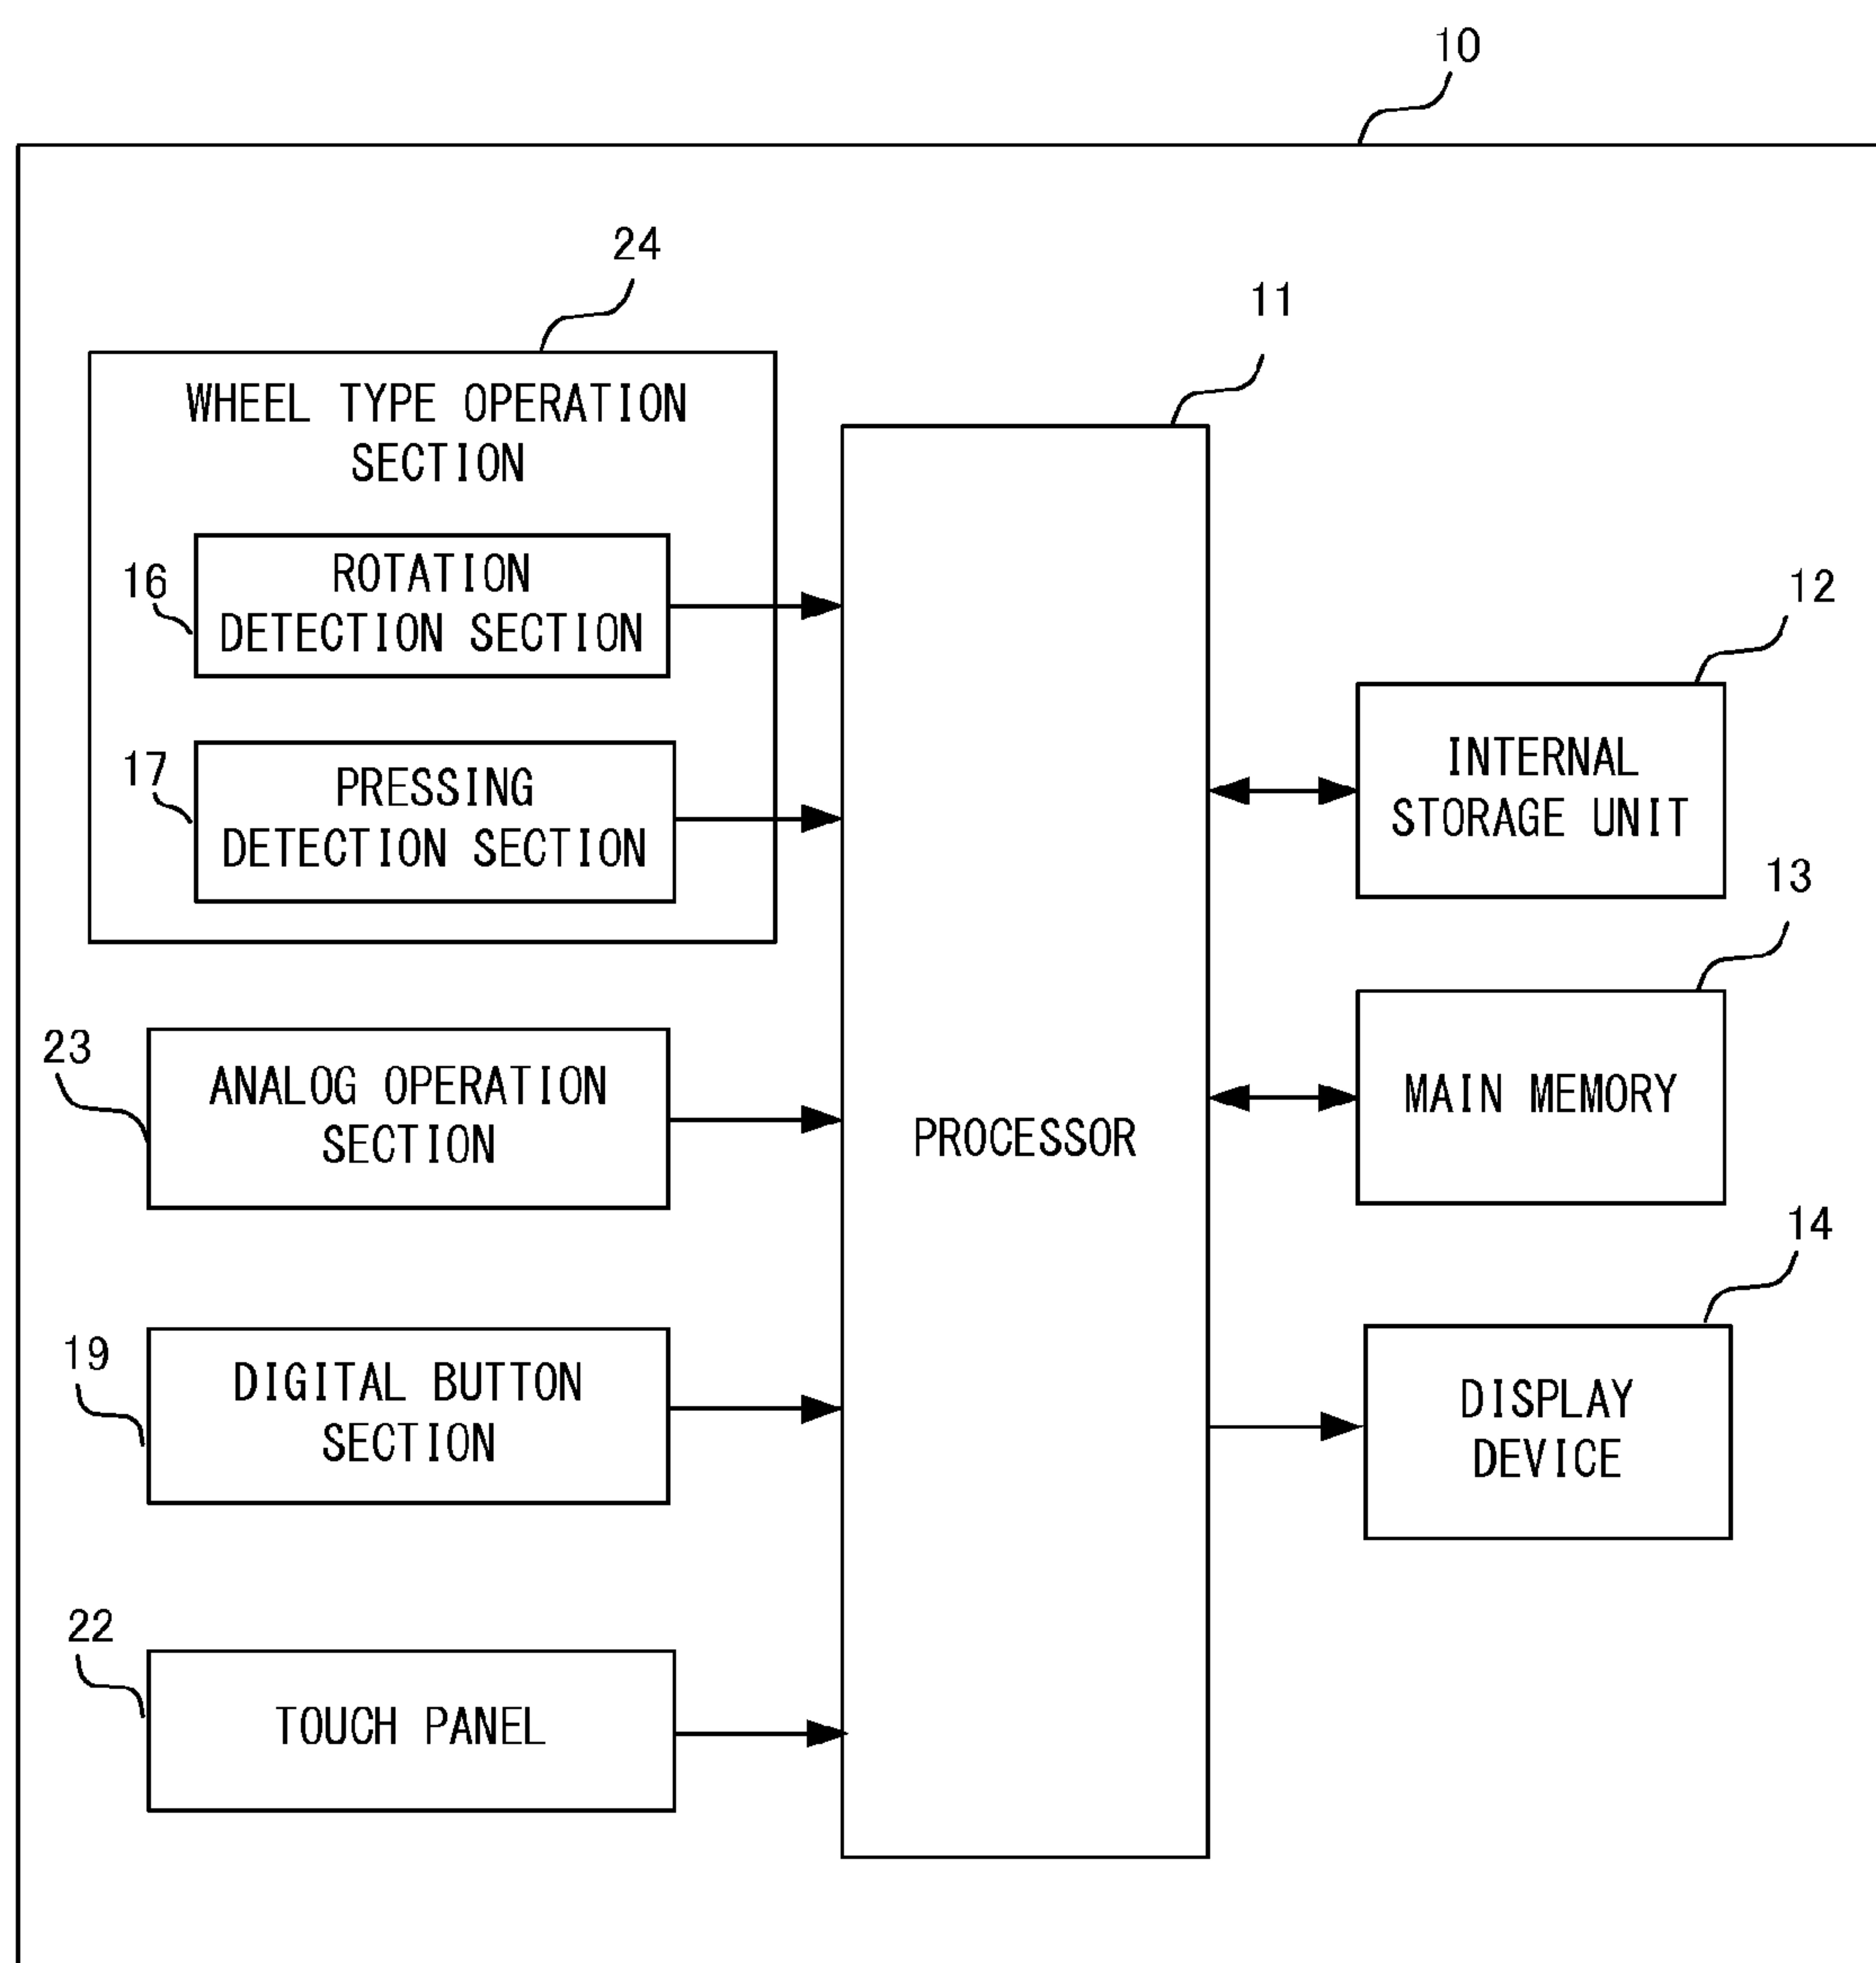 10
24
WHEEL TYPE OPERATION
SECTION
11
16
ROTATION
DETECTION SECTION
12
17
PRESSING
DETECTION SECTION
INTERNAL
STORAGE UNIT
13
23
ANALOG OPERATION
SECTION
MAIN MEMORY
PROCESSOR
14
19
DIGITAL BUTTON
SECTION
DISPLAY
DEVICE
22
TOUCH PANEL